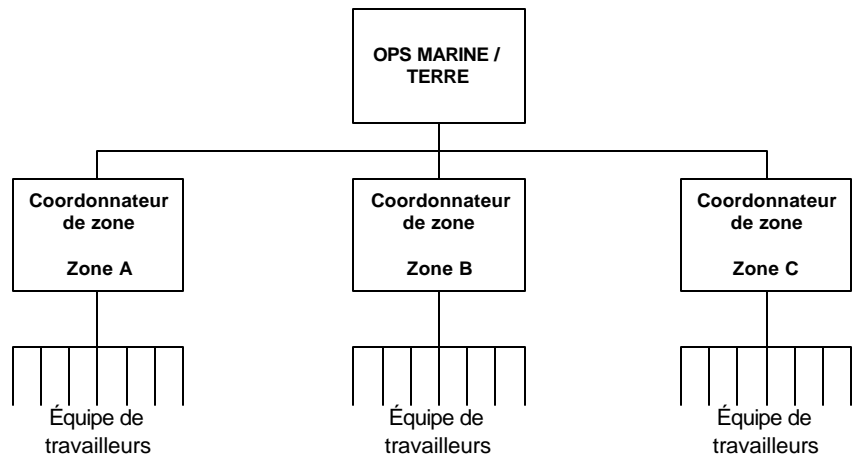 OPS MARINE /
TERRE
Coordonnateur
de zone
Zone A
Coordonnateur
de zone
Zone B
Coordonnateur
de zone
Zone C
Équipe de
travailleurs
Équipe de
travailleurs
Équipe de
travailleurs